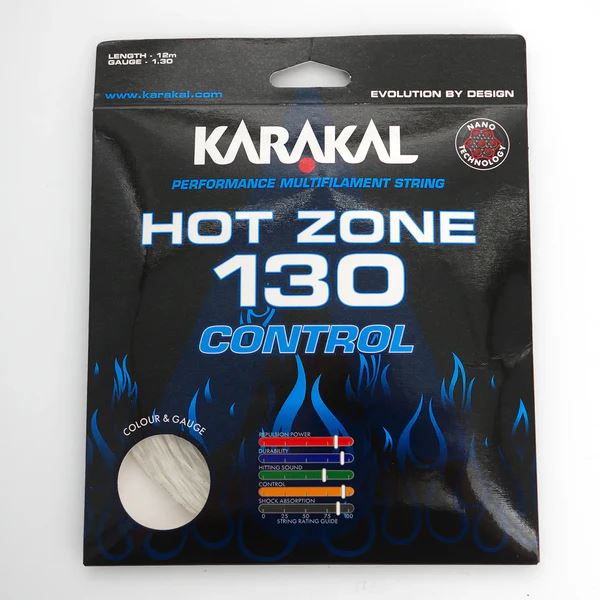 LENGTH - 12m
GAUGE - 1.30
www.karakal.com
EVOLUTION BY DESIGN
KARAKAL
NANO TECHNOLOGY
PERFORMANCE MULTIFILAMENT STRING
HOT ZONE
130
CONTROL
COLOUR & GAUGE
REPULSION POWER
DURABILITY
HITTING SOUND
CONTROL
SHOCK ABSORPTION
0 25 50 75 100
STRING RATING GUIDE